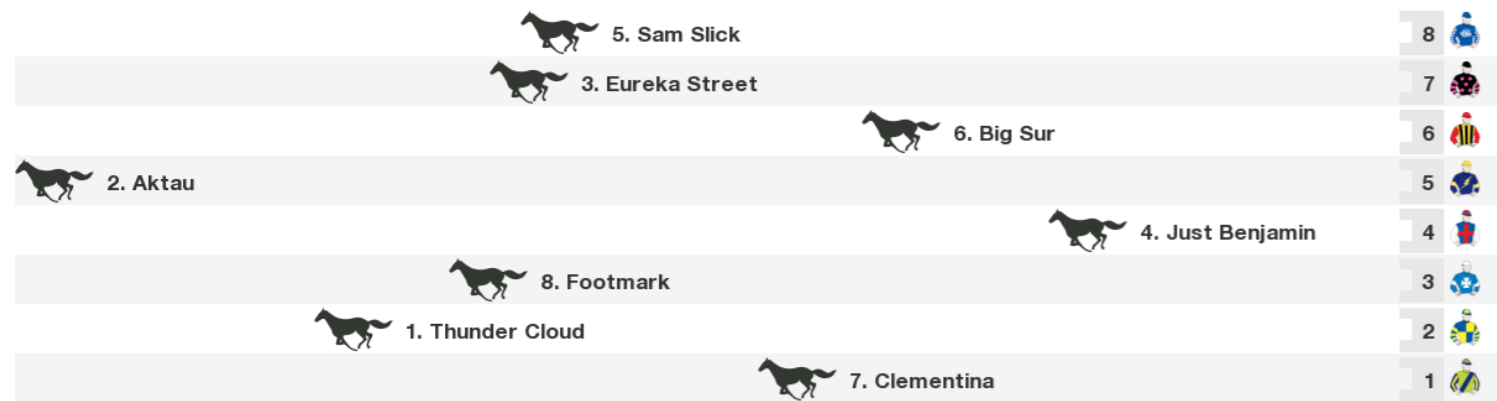 5. Sam Slick 8
3. Eureka Street 7
6. Big Sur 6
2. Aktau 5
4. Just Benjamin 4
8. Footmark 3
1. Thunder Cloud 2
7. Clementina 1